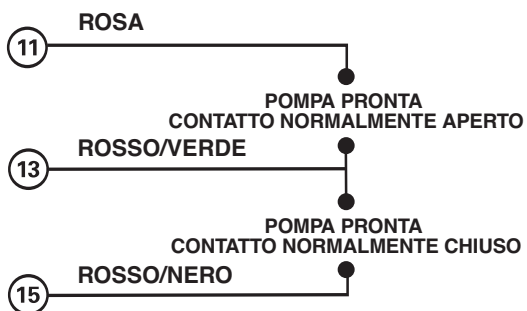 ROSA
11
POMPA PRONTA
CONTATTO NORMALMENTE APERTO
ROSSO/VERDE
13
POMPA PRONTA
CONTATTO NORMALMENTE CHIUSO
ROSSO/NERO
15